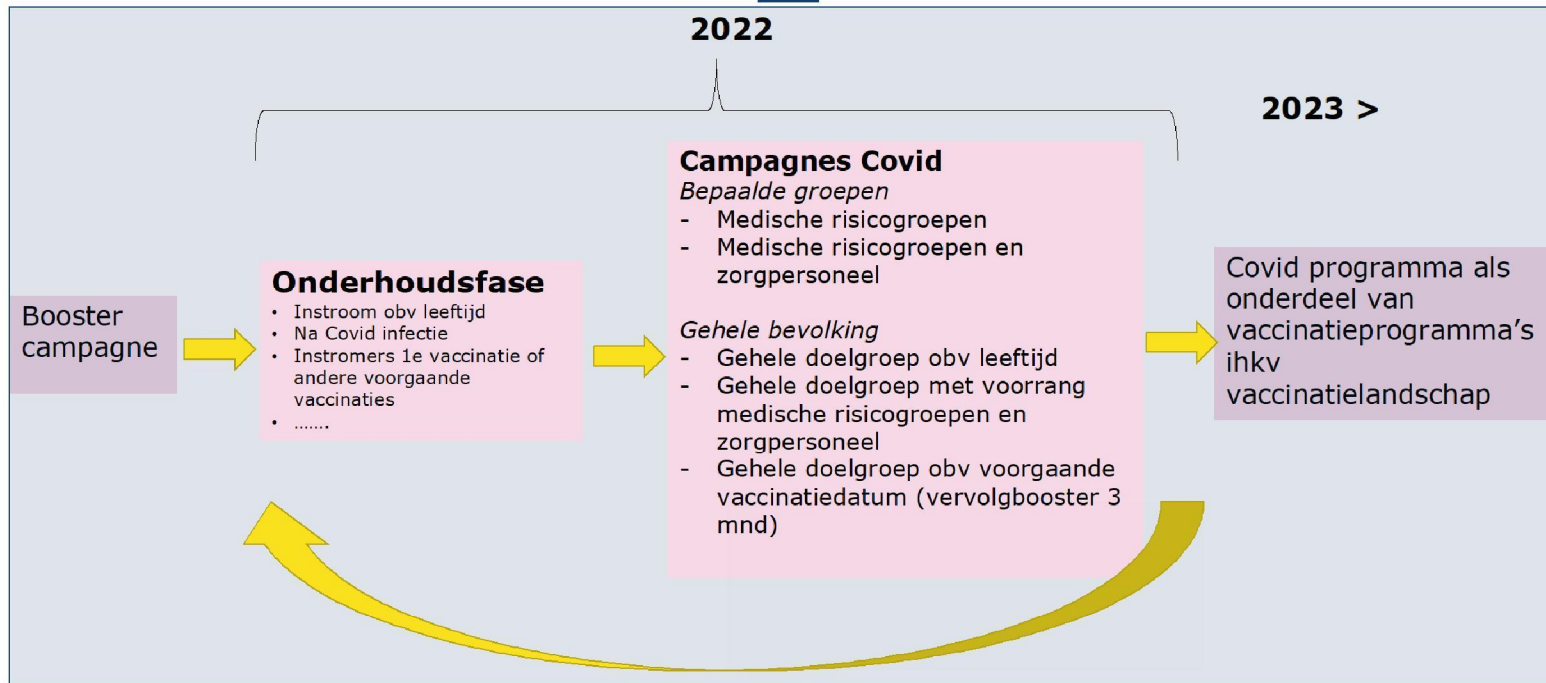 2022
2023 >
Booster
campagne
Onderhoudsfase
• Instroom obv leeftijd
• Na Covid infectie
• Instromers 1e vaccinatie of
andere voorgaande
vaccinaties
• .......
Campagnes Covid
Bepaalde groepen
- Medische risicogroepen
- Medische risicogroepen en
zorgpersoneel
Gehele bevolking
- Gehele doelgroep obv leeftijd
- Gehele doelgroep met voorrang
medische risicogroepen en
zorgpersoneel
- Gehele doelgroep obv voorgaande
vaccinatiedatum (vervolgbooster 3
mnd)
Covid programma als
onderdeel van
vaccinatieprogramma's
ihkv
vaccinatielandschap